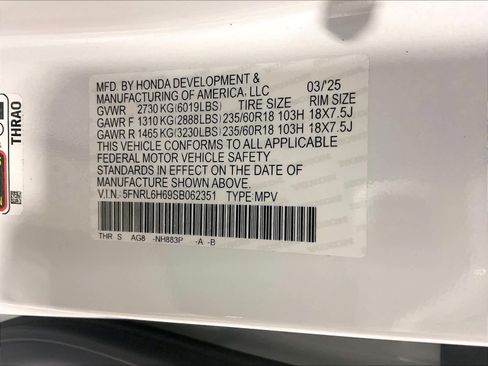 MFD. BY HONDA DEVELOPMENT & 03/'25
MANUFACTURING OF AMERICA, LLC
GVWR 2730 KG (6019LBS) TIRE SIZE RIM SIZE
GAWR F 1310 KG (2888LBS) 235/60R18 103H 18X7.5J
GAWR R 1465 KG (3230LBS) 235/60R18 103H 18X7.5J
THIS VEHICLE CONFORMS TO ALL APPLICABLE
FEDERAL MOTOR VEHICLE SAFETY
STANDARDS IN EFFECT ON THE DATE OF
MANUFACTURE SHOWN ABOVE.
V.I.N.: 5FNRL6H69SB062351 TYPE: MPV
THR S AG8 -NH883P -A -B
THRA0